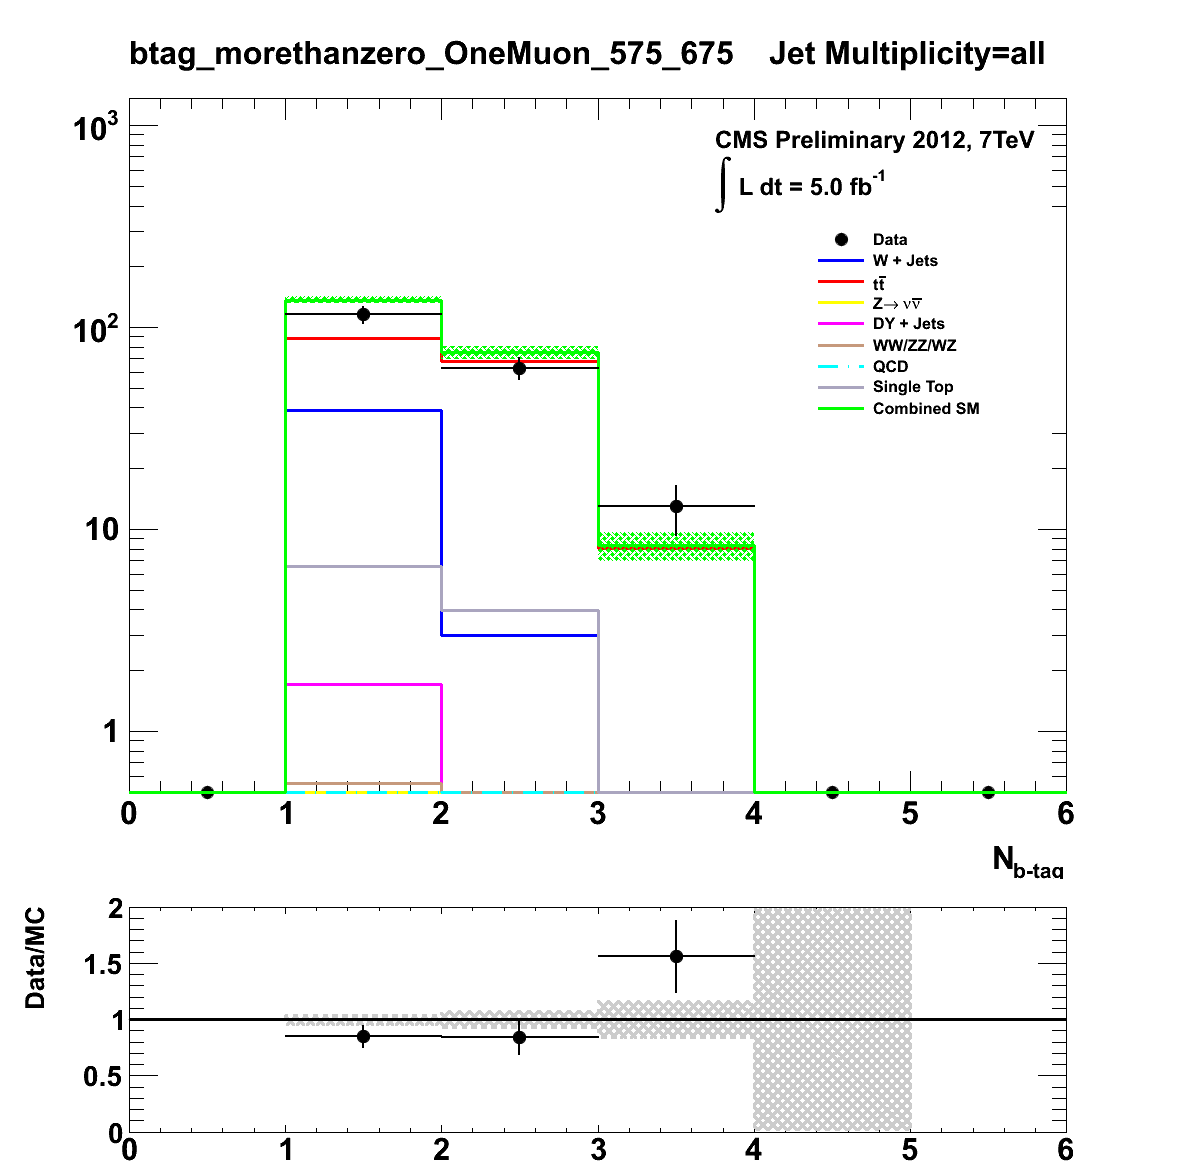 btag_morethanzero_OneMuon_575_675 Jet Multiplicity=all
CMS Preliminary 2012, 7TeV
∫ L dt = 5.0 fb⁻¹
Data
W + Jets
tt̅
Z→ νν̅
DY + Jets
WW/ZZ/WZ
QCD
Single Top
Combined SM
10³
10²
10
1
0 1 2 3 4 5 6
N_b-tag
Data/MC
2
1.5
1
0.5
0
0 1 2 3 4 5 6